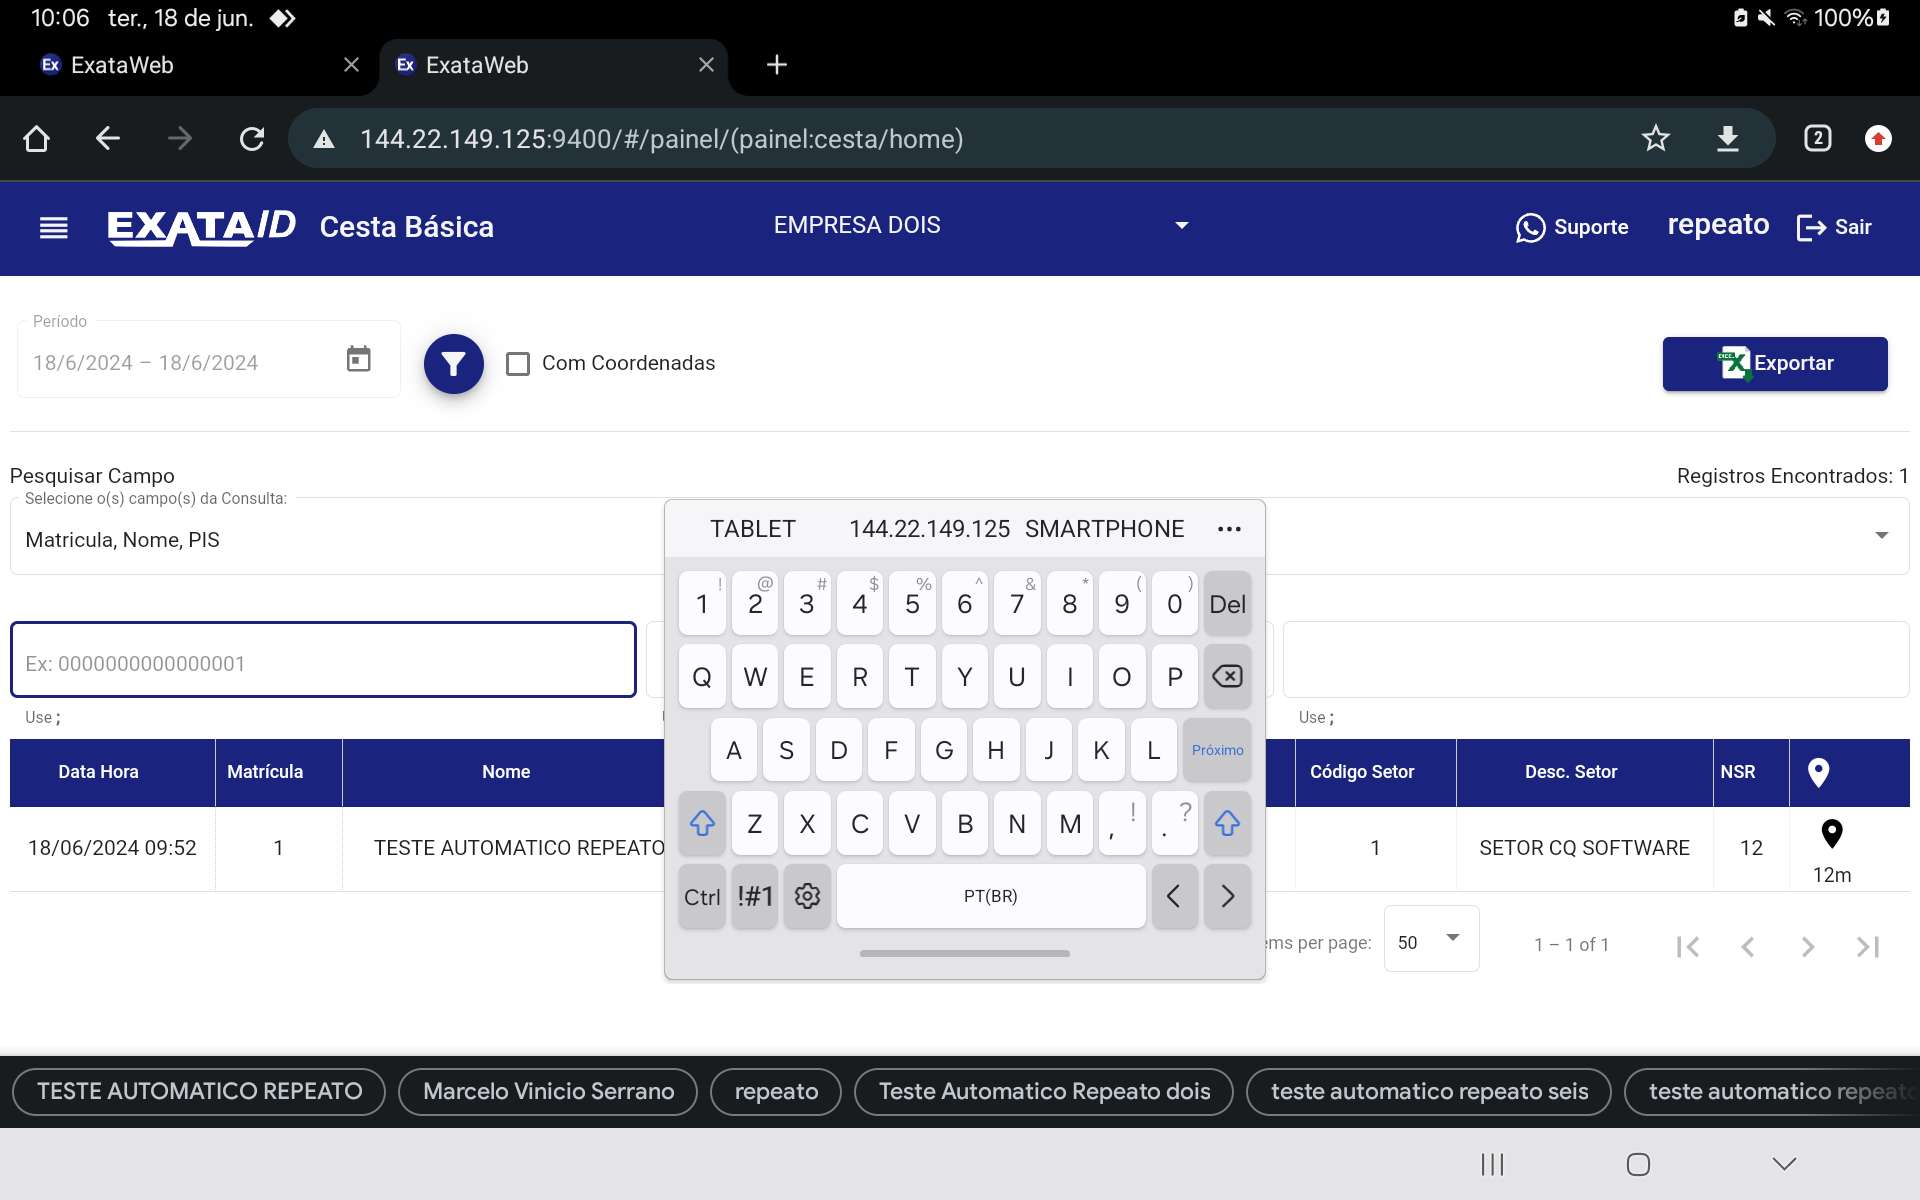 10:06 ter., 18 de jun. 100%
Ex ExataWeb Ex ExataWeb
144.22.149.125:9400/#/painel/(painel:cesta/home) 2
EXATAID Cesta Básica EMPRESA DOIS Suporte repeato Sair
Período
18/6/2024 – 18/6/2024 Com Coordenadas Exportar
Pesquisar Campo Registros Encontrados: 1
Selecione o(s) campo(s) da Consulta:
Matricula, Nome, PIS
TABLET 144.22.149.125 SMARTPHONE ...
! @ # $ % ^ & * ( )
1 2 3 4 5 6 7 8 9 0 Del
Q W E R T Y U I O P
A S D F G H J K L Próximo
Z X C V B N M , ! . ?
Ctrl !#1 PT(BR) < >
Ex: 0000000000000001
Use ; Use ;
Data Hora Matrícula Nome Código Setor Desc. Setor NSR
18/06/2024 09:52 1 TESTE AUTOMATICO REPEATO 1 SETOR CQ SOFTWARE 12
12m
ms per page: 50 1 – 1 of 1
TESTE AUTOMATICO REPEATO Marcelo Vinicio Serrano repeato Teste Automatico Repeato dois teste automatico repeato seis teste automatico repeato